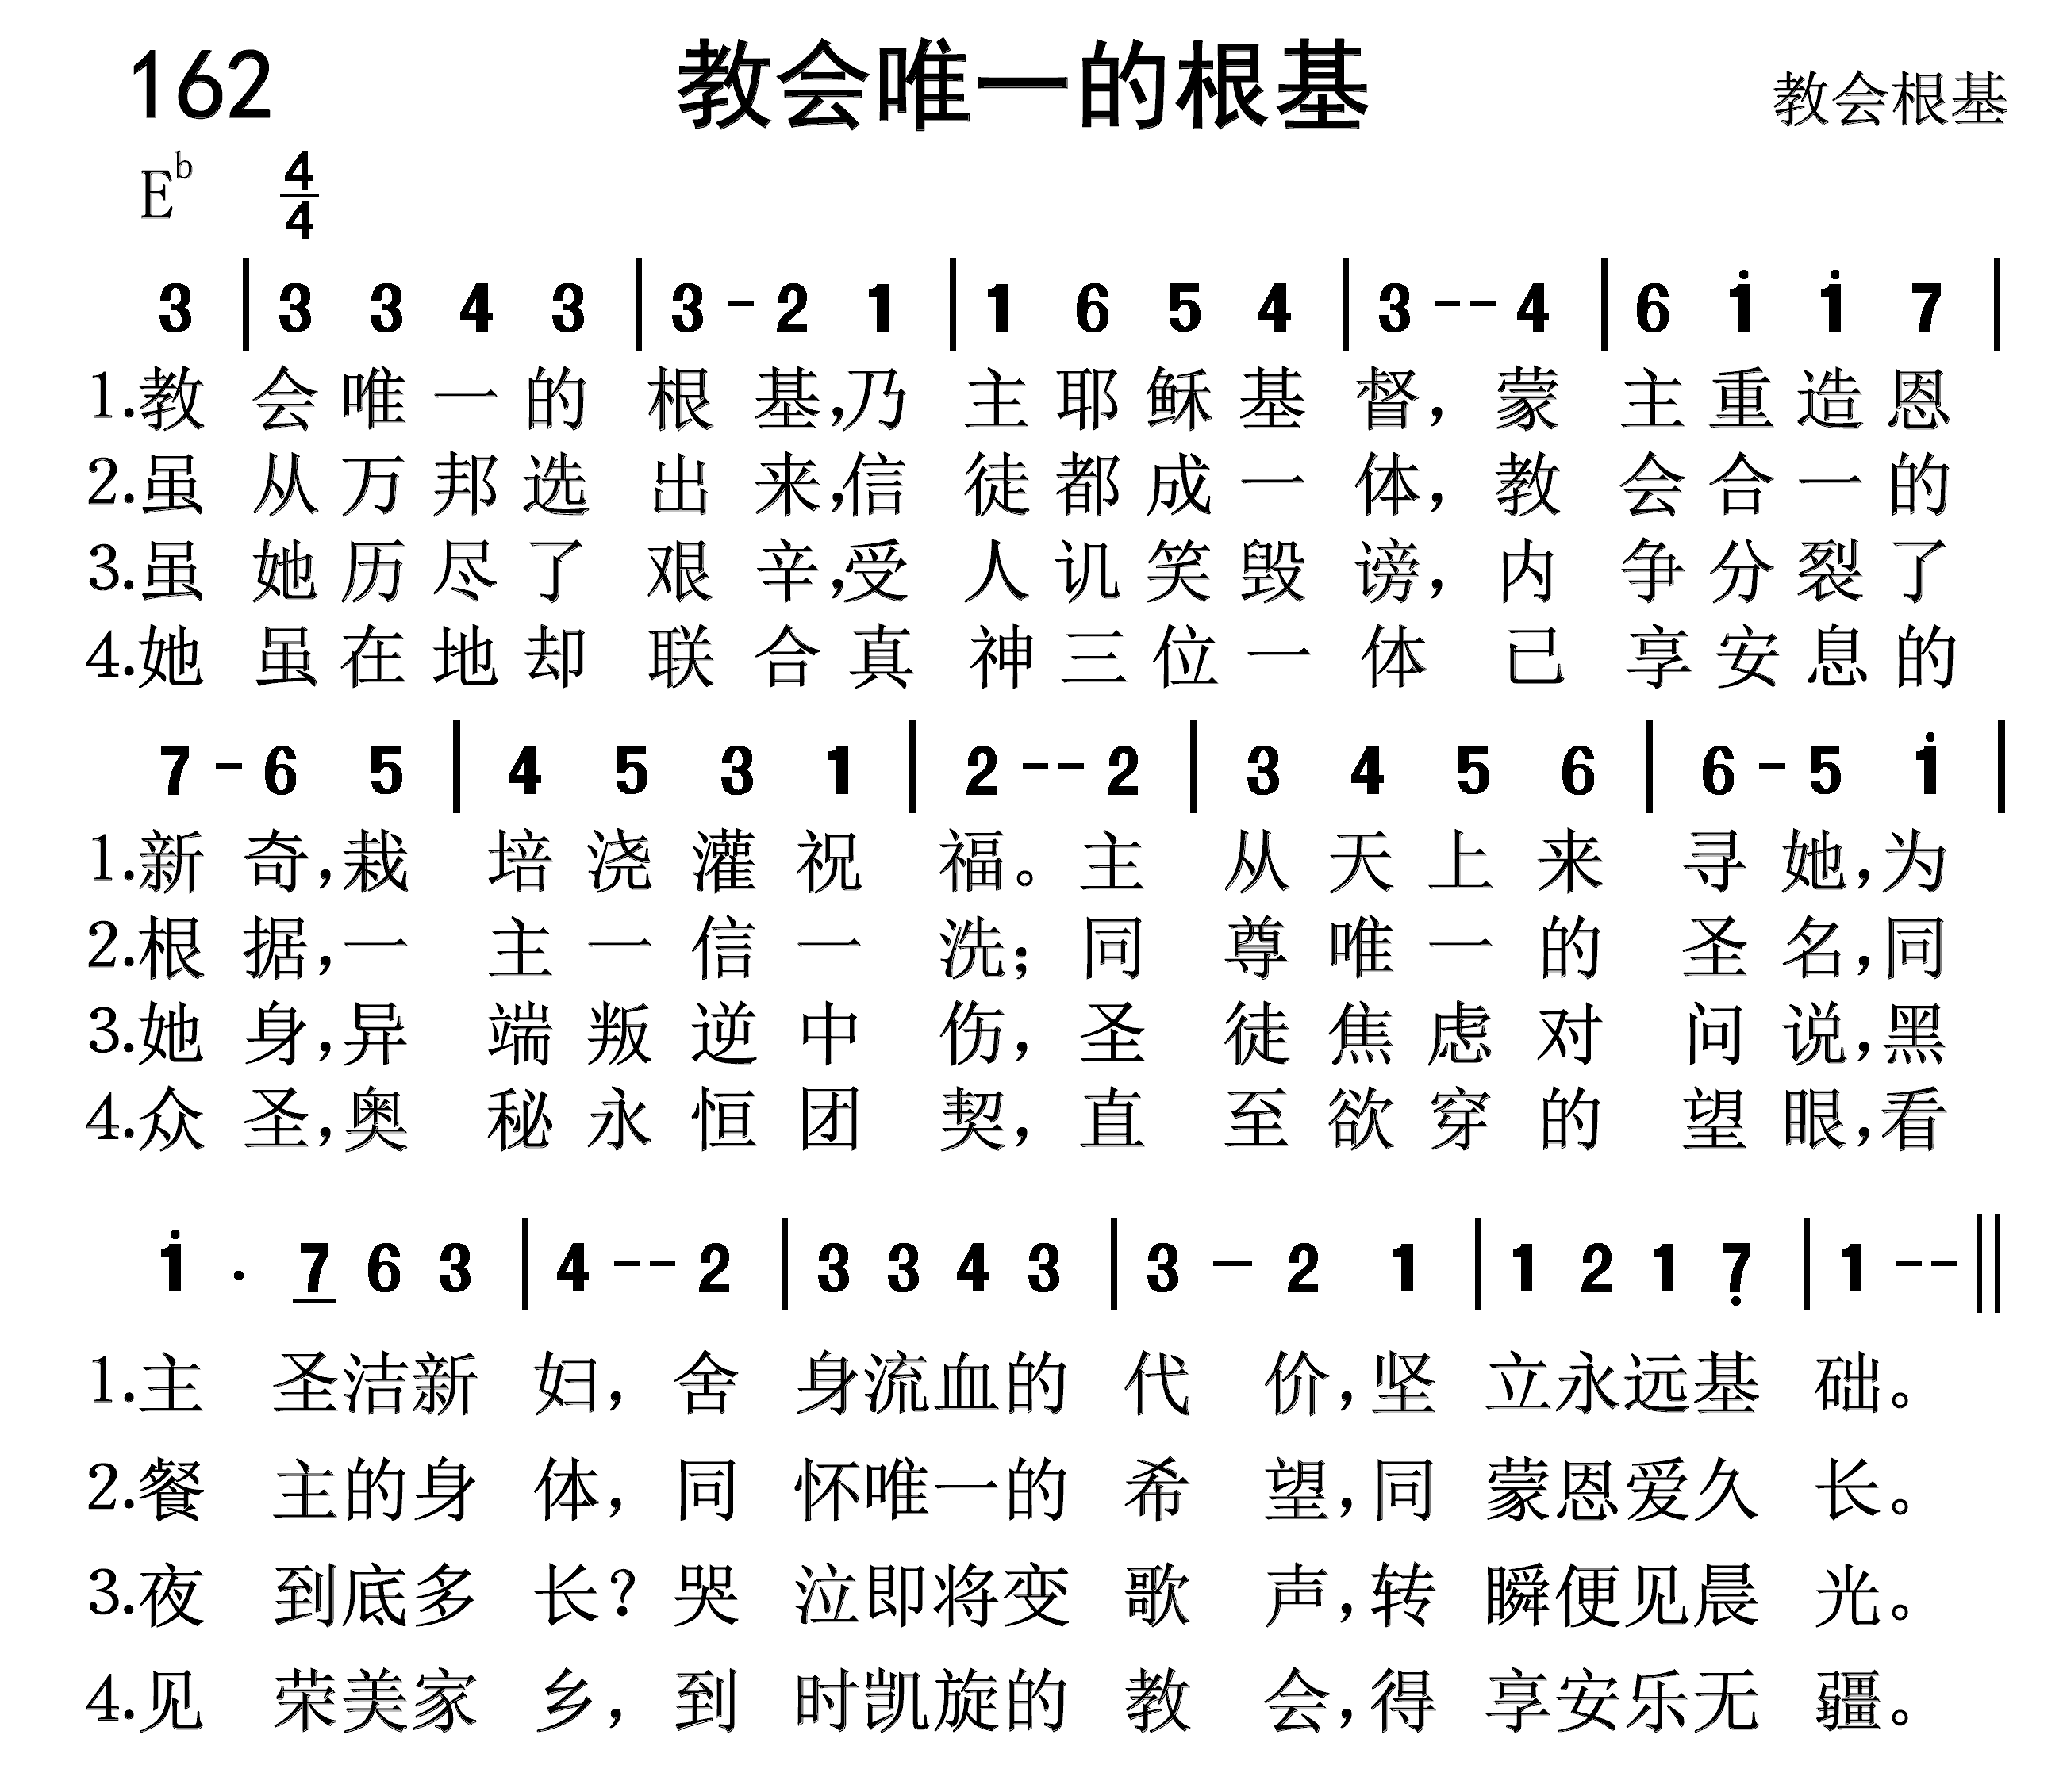 162 教会唯一的根基 教会根基
E♭ 4/4
3 | 3 3 4 3 | 3 - 2 1 | 1 6 5 4 | 3 - - 4 | 6 i i 7 |
1.教会唯一的根基,乃主耶稣基督,蒙主重造恩
2.虽从万邦选出来,信徒都成一体,教会合一的
3.虽她历尽了艰辛,受人讥笑毁谤,内争分裂了
4.她虽在地却联合真神三位一体已享安息的
7 - 6 5 | 4 5 3 1 | 2 - - 2 | 3 4 5 6 | 6 - 5 i |
1.新奇,栽培浇灌祝福。主从天上来寻她,为
2.根据,一主一信一洗;同尊唯一的圣名,同
3.她身,异端叛逆中伤,圣徒焦虑对问说,黑
4.众圣,奥秘永恒团契,直至欲穿的望眼,看
i . 7 6 3 | 4 - - 2 | 3 3 4 3 | 3 - 2 1 | 1 2 1 7 | 1 - - ||
1.主圣洁新妇,舍身流血的代价,坚立永远基础。
2.餐主的身体,同怀唯一的希望,同蒙恩爱久长。
3.夜到底多长?哭泣即将变歌声,转瞬便见晨光。
4.见荣美家乡,到时凯旋的教会,得享安乐无疆。